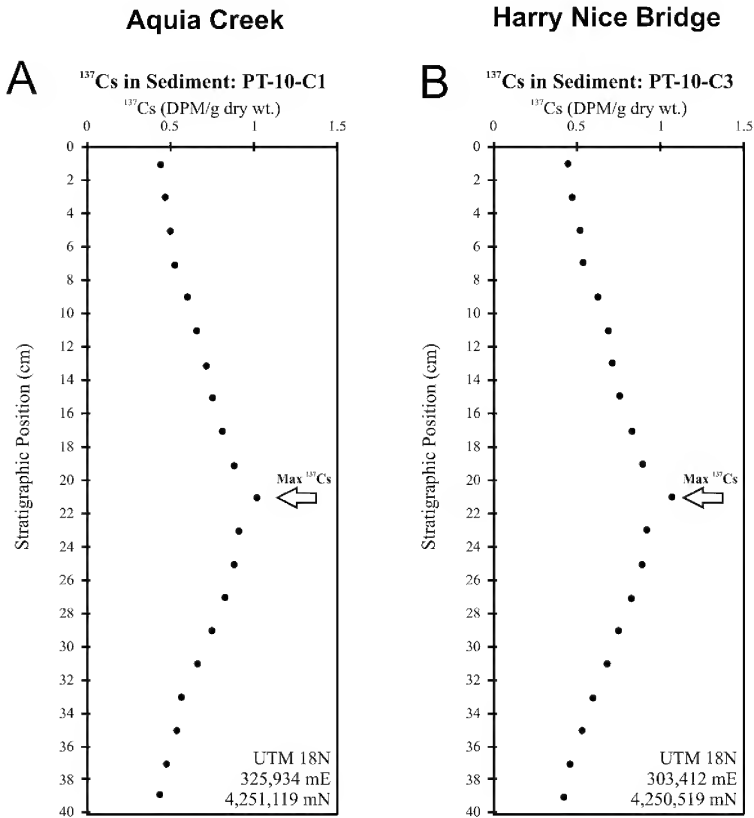 Aquia Creek
A
¹³⁷Cs in Sediment: PT-10-C1
¹³⁷Cs (DPM/g dry wt.)
0 0.5 1 1.5
0
2
4
6
8
10
12
14
16
18
20
22
24
26
28
30
32
34
36
38
40
Stratigraphic Position (cm)
Max ¹³⁷Cs
UTM 18N
325,934 mE
4,251,119 mN
Harry Nice Bridge
B
¹³⁷Cs in Sediment: PT-10-C3
¹³⁷Cs (DPM/g dry wt.)
0 0.5 1 1.5
0
2
4
6
8
10
12
14
16
18
20
22
24
26
28
30
32
34
36
38
40
Stratigraphic Position (cm)
Max ¹³⁷Cs
UTM 18N
303,412 mE
4,250,519 mN